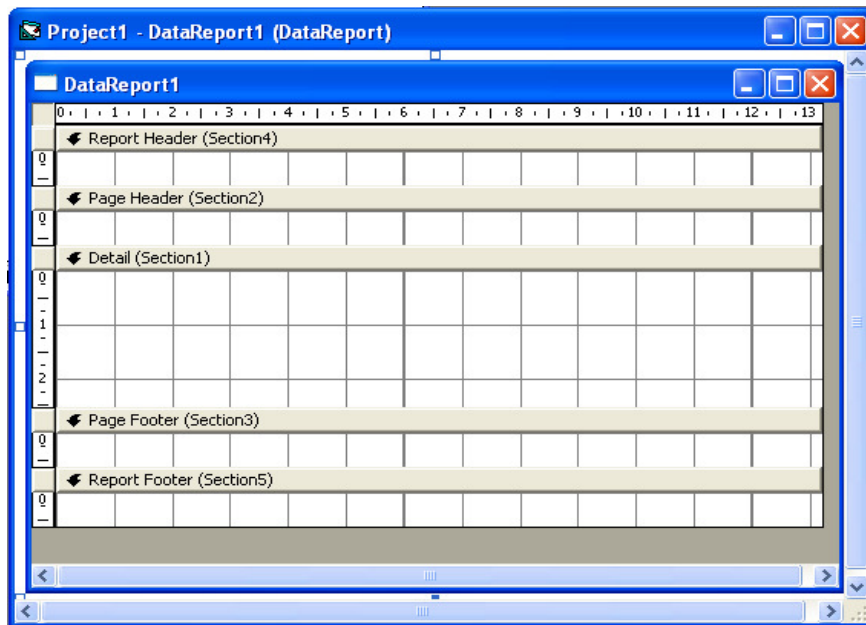 Project1 - DataReport1 (DataReport)
DataReport1
0 1 2 3 4 5 6 7 8 9 10 11 12 13
Report Header (Section4)
0
Page Header (Section2)
0
Detail (Section1)
0
1
2
Page Footer (Section3)
0
Report Footer (Section5)
0